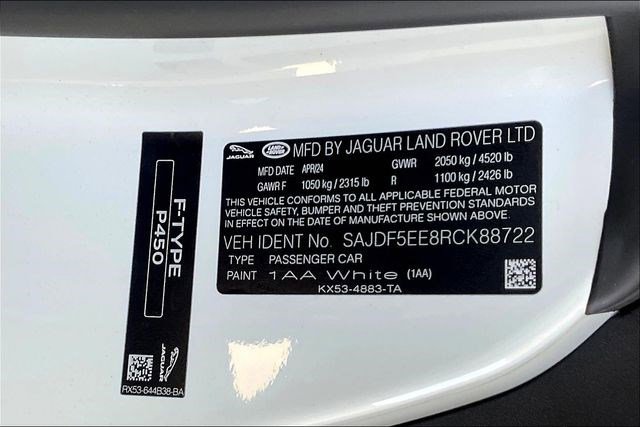 F-TYPE
P450
JAGUAR
RX53-644B38-BA
JAGUAR LAND ROVER MFD BY JAGUAR LAND ROVER LTD
MFD DATE APR/24 GVWR 2050 kg / 4520 lb
GAWR F 1050 kg / 2315 lb R 1100 kg / 2426 lb
THIS VEHICLE CONFORMS TO ALL APPLICABLE FEDERAL MOTOR
VEHICLE SAFETY, BUMPER AND THEFT PREVENTION STANDARDS
IN EFFECT ON THE DATE OF MANUFACTURE SHOWN ABOVE.
VEH IDENT No. SAJDF5EE8RCK88722
TYPE PASSENGER CAR
PAINT 1AA White (1AA)
KX53-4883-TA